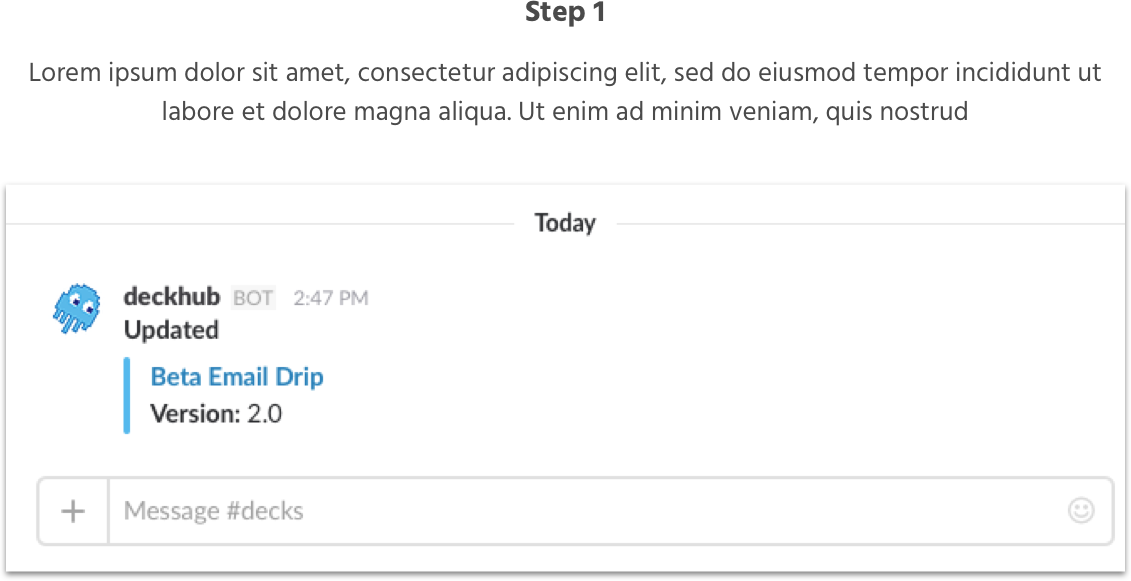 Step 1
Lorem ipsum dolor sit amet, consectetur adipiscing elit, sed do eiusmod tempor incididunt ut
labore et dolore magna aliqua. Ut enim ad minim veniam, quis nostrud
Today
deckhub BOT 2:47 PM
Updated
Beta Email Drip
Version: 2.0
Message #decks